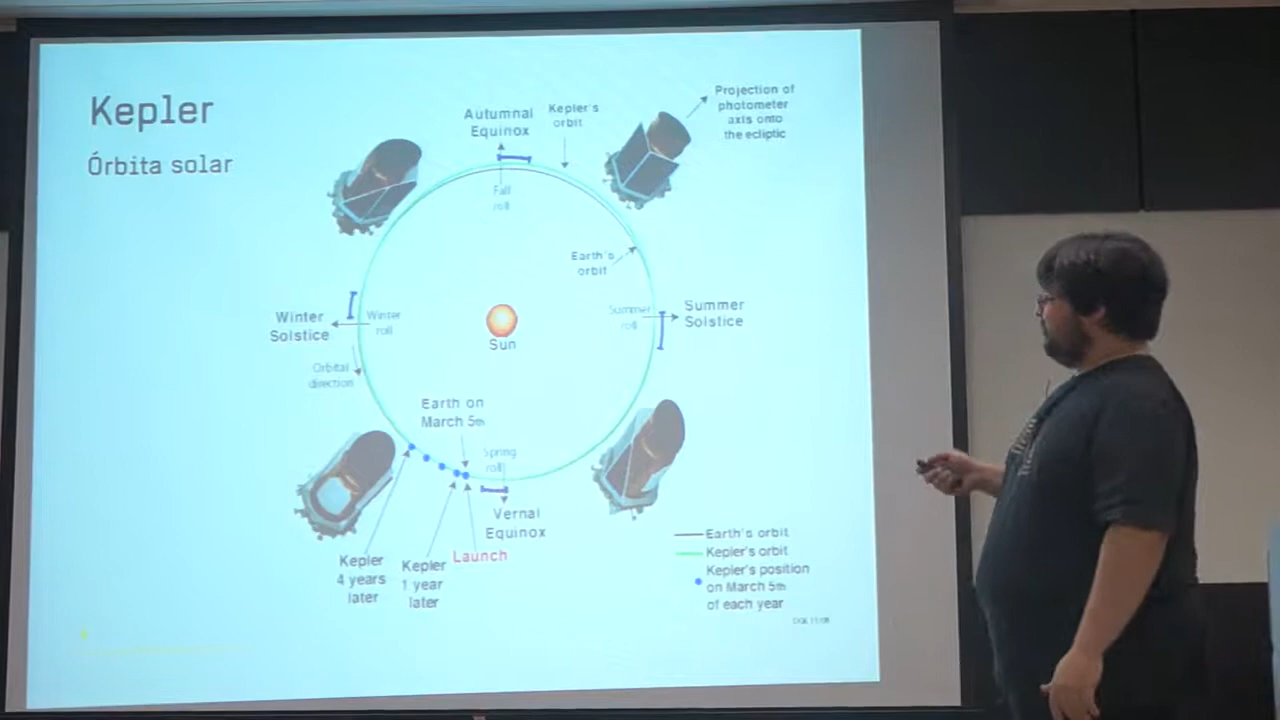 Kepler
Órbita solar
Autumnal
Equinox
Kepler's
orbit
Projection of
photometer
axis onto
the ecliptic
Fall
roll
Earth's
orbit
Winter
Solstice
Winter
roll
Summer
roll
Summer
Solstice
Sun
Orbital
direction
Earth on
March 5th
Spring
roll
Vernal
Equinox
Launch
Kepler
4 years
later
Kepler
1 year
later
Earth's orbit
Kepler's orbit
Kepler's position
on March 5th
of each year